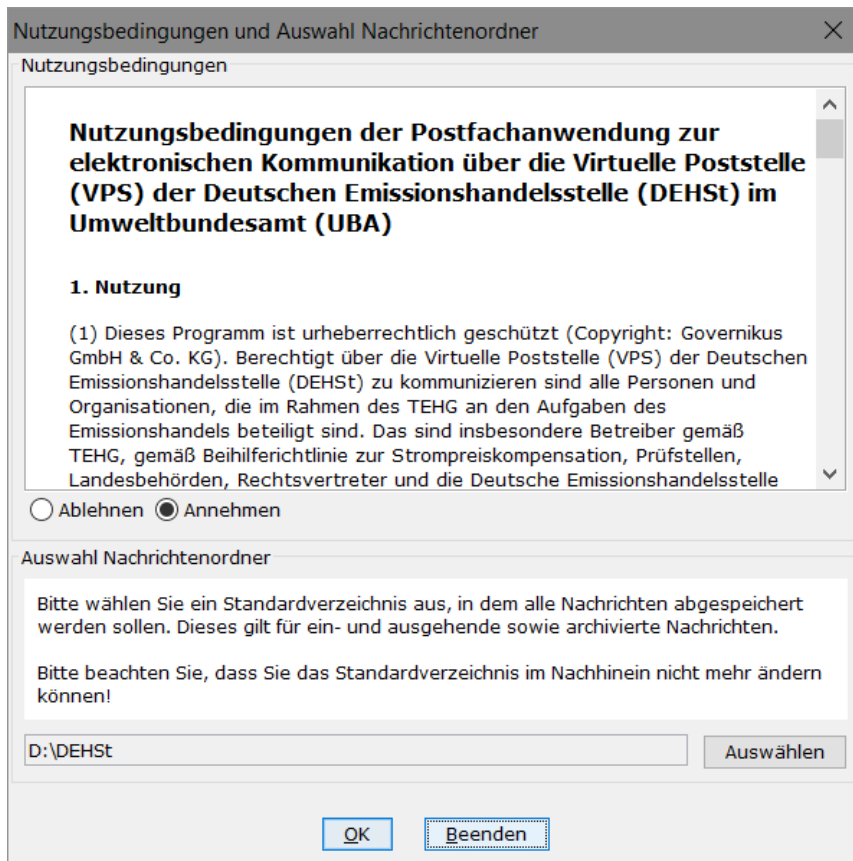 Nutzungsbedingungen und Auswahl Nachrichtenordner
Nutzungsbedingungen
Nutzungsbedingungen der Postfachanwendung zur
elektronischen Kommunikation über die Virtuelle Poststelle
(VPS) der Deutschen Emissionshandelsstelle (DEHSt) im
Umweltbundesamt (UBA)
1. Nutzung
(1) Dieses Programm ist urheberrechtlich geschützt (Copyright: Governikus
GmbH & Co. KG). Berechtigt über die Virtuelle Poststelle (VPS) der Deutschen
Emissionshandelsstelle (DEHSt) zu kommunizieren sind alle Personen und
Organisationen, die im Rahmen des TEHG an den Aufgaben des
Emissionshandels beteiligt sind. Das sind insbesondere Betreiber gemäß
TEHG, gemäß Beihilferichtlinie zur Strompreiskompensation, Prüfstellen,
Landesbehörden, Rechtsvertreter und die Deutsche Emissionshandelsstelle
Ablehnen Annehmen
Auswahl Nachrichtenordner
Bitte wählen Sie ein Standardverzeichnis aus, in dem alle Nachrichten abgespeichert
werden sollen. Dieses gilt für ein- und ausgehende sowie archivierte Nachrichten.
Bitte beachten Sie, dass Sie das Standardverzeichnis im Nachhinein nicht mehr ändern
können!
D:\DEHSt Auswählen
OK Beenden